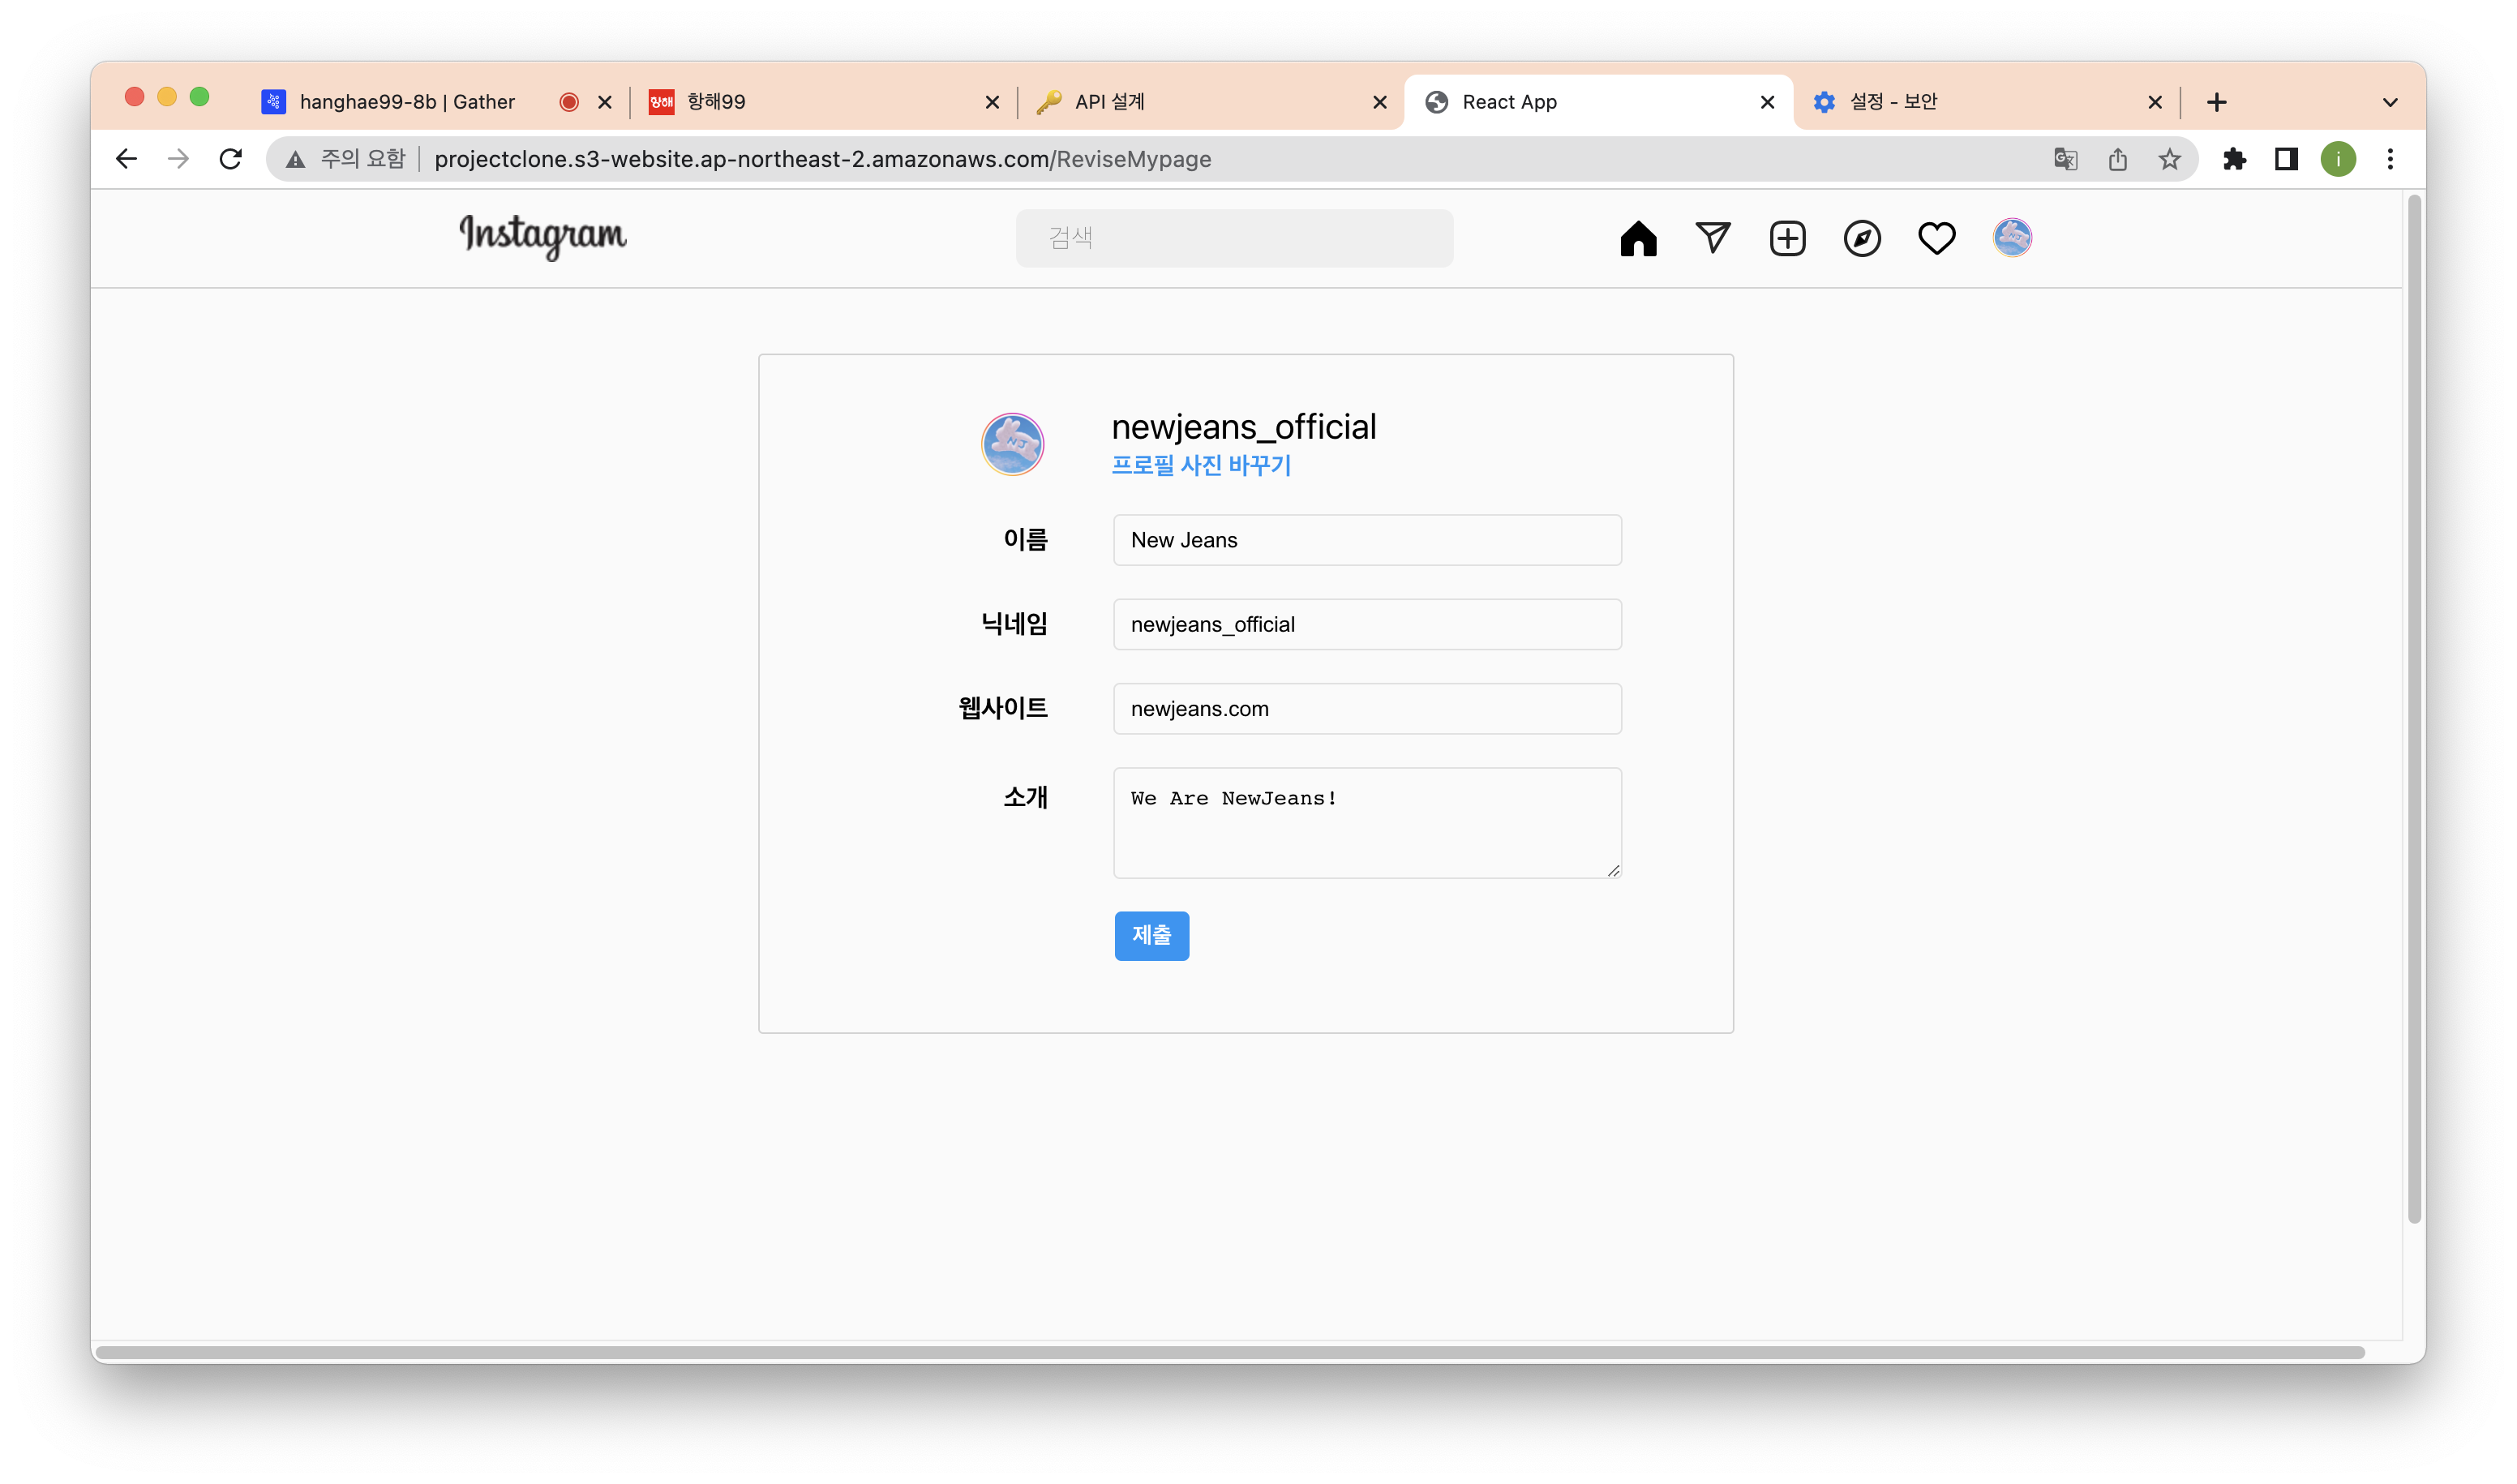 hanghae99-8b | Gather
항해 항해99
API 설계
React App
설정 - 보안
주의 요함
projectclone.s3-website.ap-northeast-2.amazonaws.com/ReviseMypage
i
Instagram
검색
NJ
newjeans_official
프로필 사진 바꾸기
이름
New Jeans
닉네임
newjeans_official
웹사이트
newjeans.com
소개
We Are NewJeans!
제출